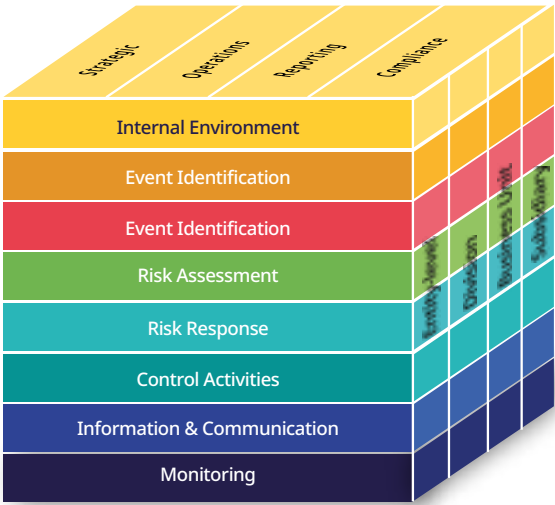 Strategic
Operations
Reporting
Compliance
Internal Environment
Event Identification
Event Identification
Risk Assessment
Risk Response
Control Activities
Information & Communication
Monitoring
Entity-level
Division
Business Unit
Subsidiary